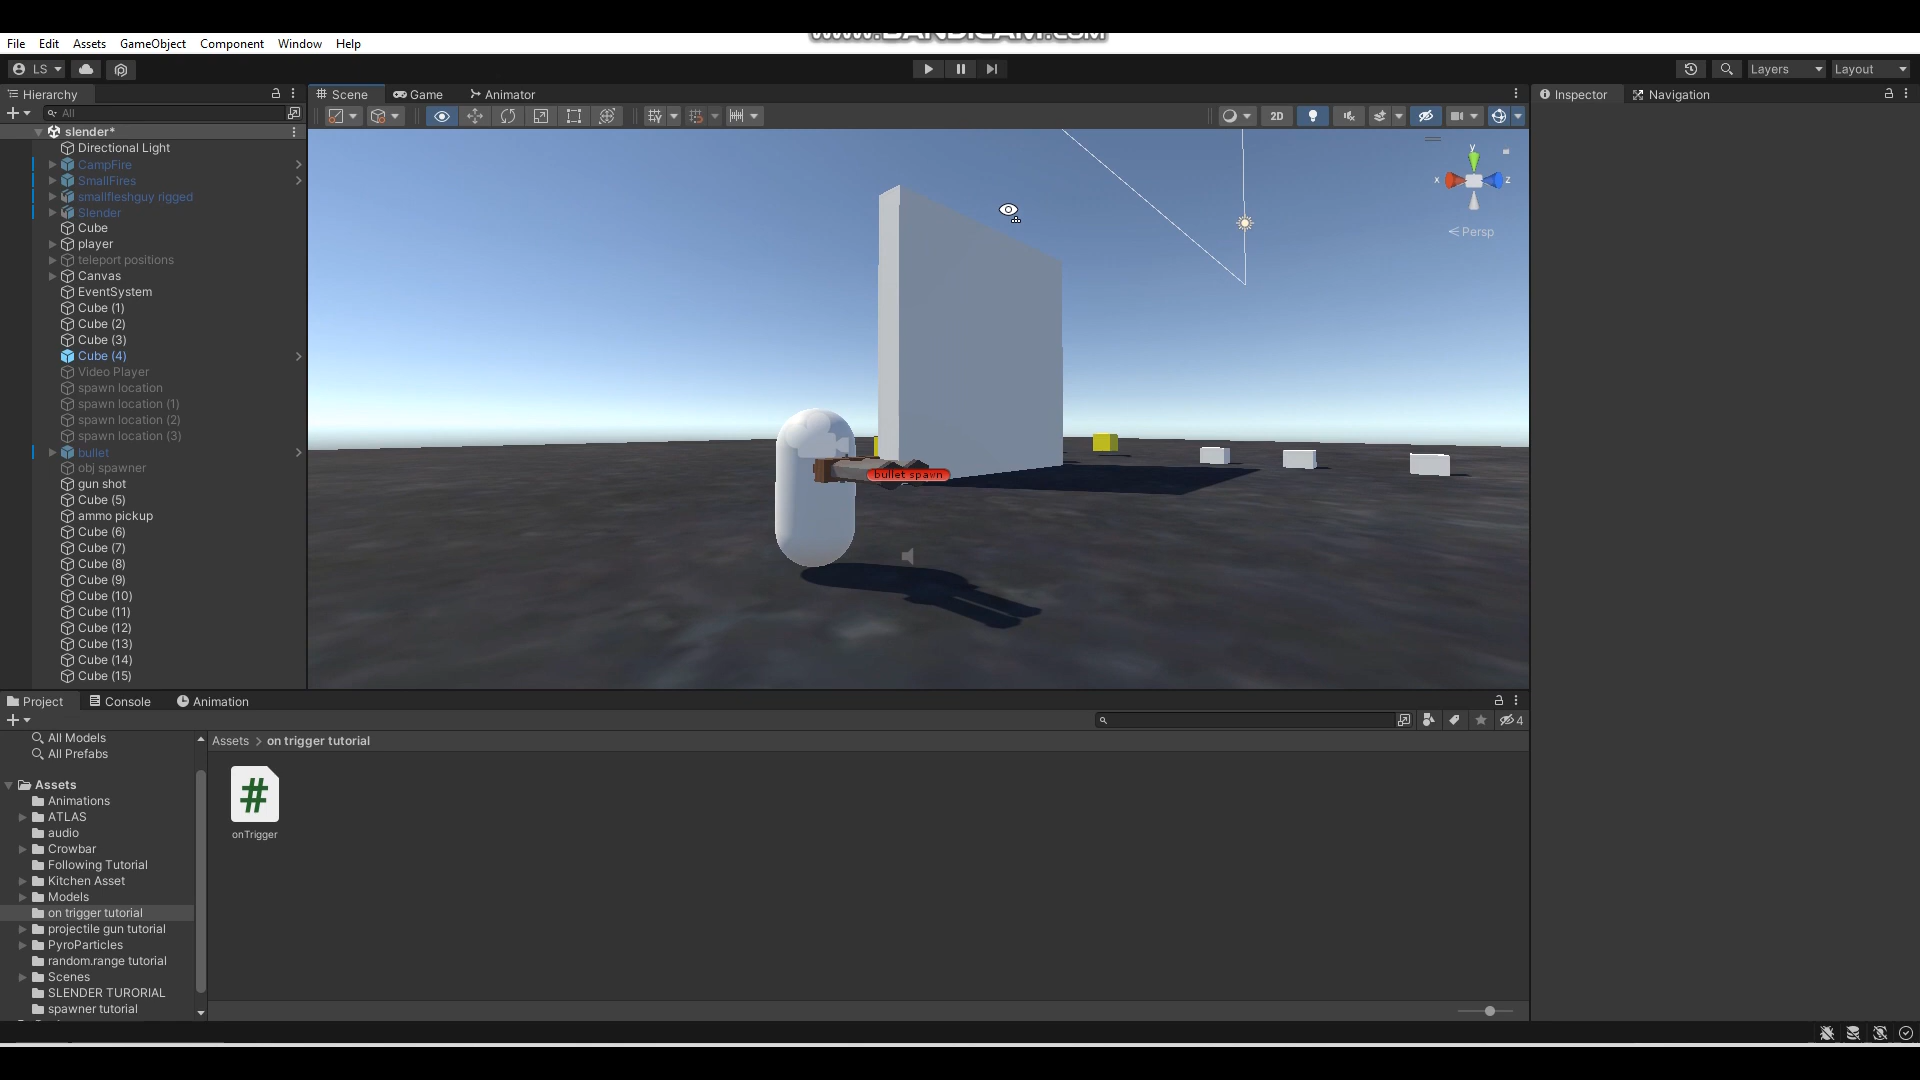 www.BANDICAM.com
File Edit Assets GameObject Component Window Help
LS Layers Layout
Hierarchy Scene Game Animator Inspector Navigation
All 2D
slender*
Directional Light
CampFire
SmallFires
smallfleshguy rigged
Slender
Cube
player
teleport positions
Canvas
EventSystem
Cube (1)
Cube (2)
Cube (3)
Cube (4)
Video Player
spawn location
spawn location (1)
spawn location (2)
spawn location (3)
bullet
obj spawner
gun shot
Cube (5)
ammo pickup
Cube (6)
Cube (7)
Cube (8)
Cube (9)
Cube (10)
Cube (11)
Cube (12)
Cube (13)
Cube (14)
Cube (15)
y
x z
< Persp
bullet spawn
Project Console Animation
4
All Models
All Prefabs
Assets
Animations
ATLAS
audio
Crowbar
Following Tutorial
Kitchen Asset
Models
on trigger tutorial
projectile gun tutorial
PyroParticles
random.range tutorial
Scenes
SLENDER TURORIAL
spawner tutorial
Assets > on trigger tutorial
#
onTrigger